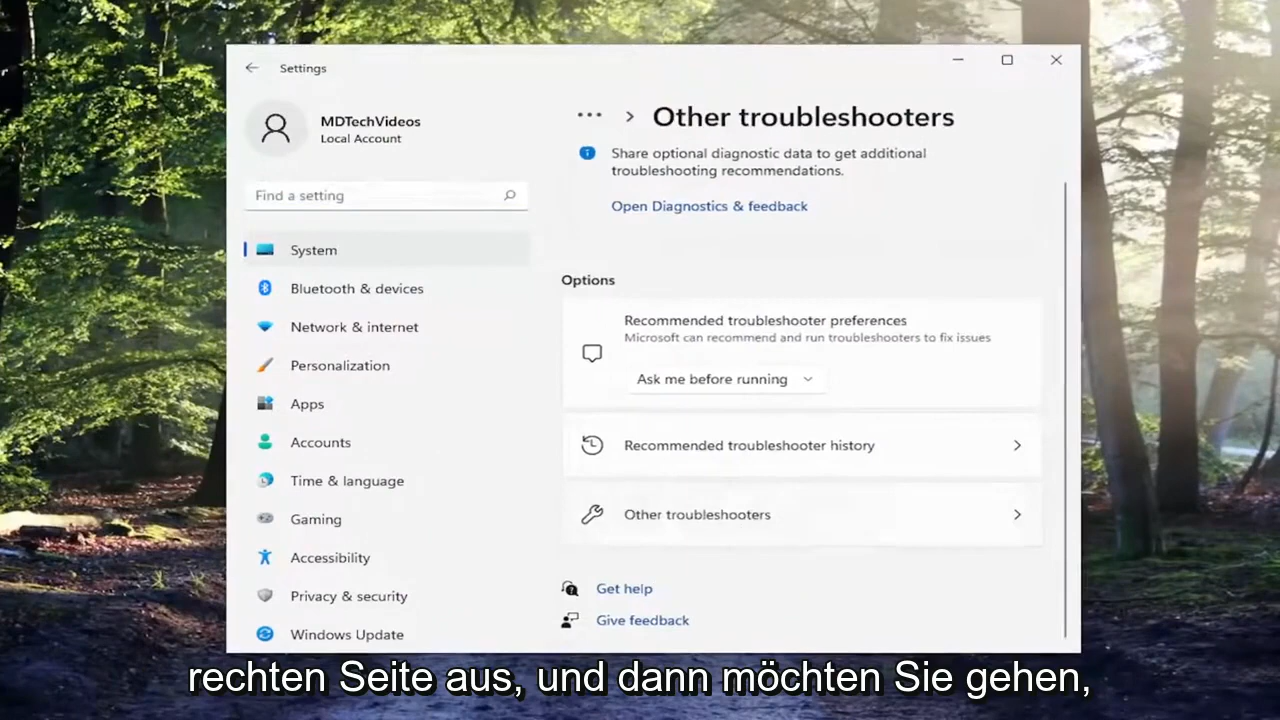 Settings
MDTechVideos
Local Account
Find a setting
System
Bluetooth & devices
Network & internet
Personalization
Apps
Accounts
Time & language
Gaming
Accessibility
Privacy & security
Windows Update
... > Other troubleshooters
Share optional diagnostic data to get additional
troubleshooting recommendations.
Open Diagnostics & feedback
Options
Recommended troubleshooter preferences
Microsoft can recommend and run troubleshooters to fix issues
Ask me before running
Recommended troubleshooter history
Other troubleshooters
Get help
Give feedback
rechten Seite aus, und dann möchten Sie gehen,